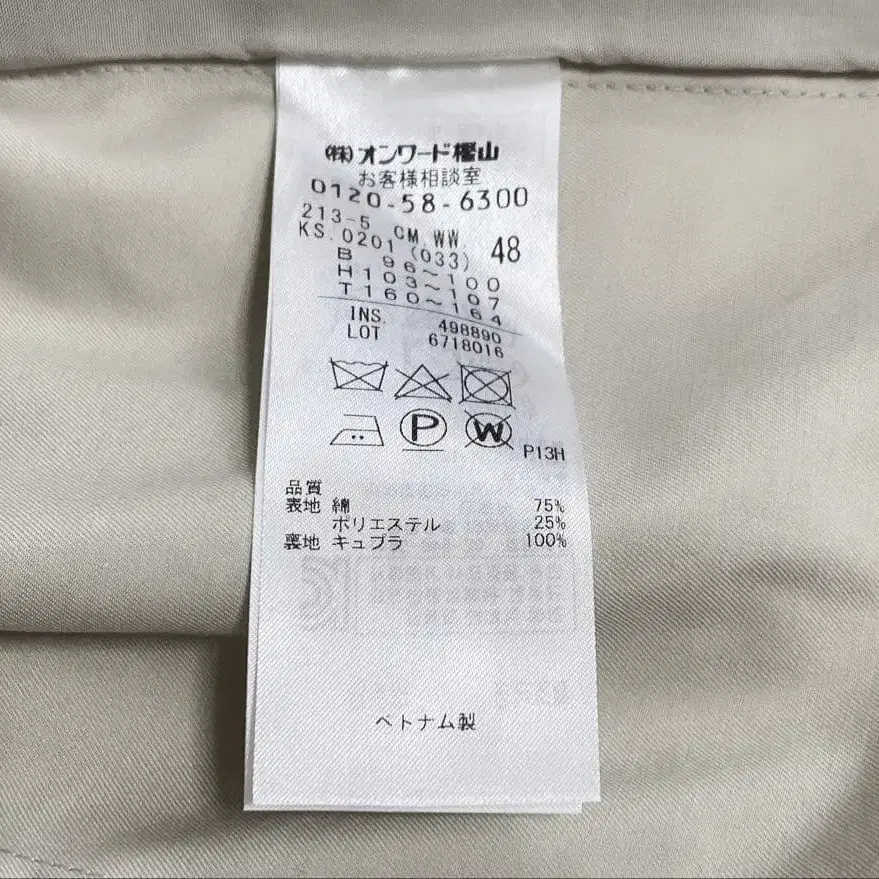 ㈱オンワード樫山
お客様相談室
0120-58-6300
213-5
KS.0201 CM.WW. 48
(033)
B 96~100
H103~107
T160~164
INS. 498890
LOT 6718016
P
W
P13H
品質
表地 綿 75%
ポリエステル 25%
裏地 キュプラ 100%
ベトナム製